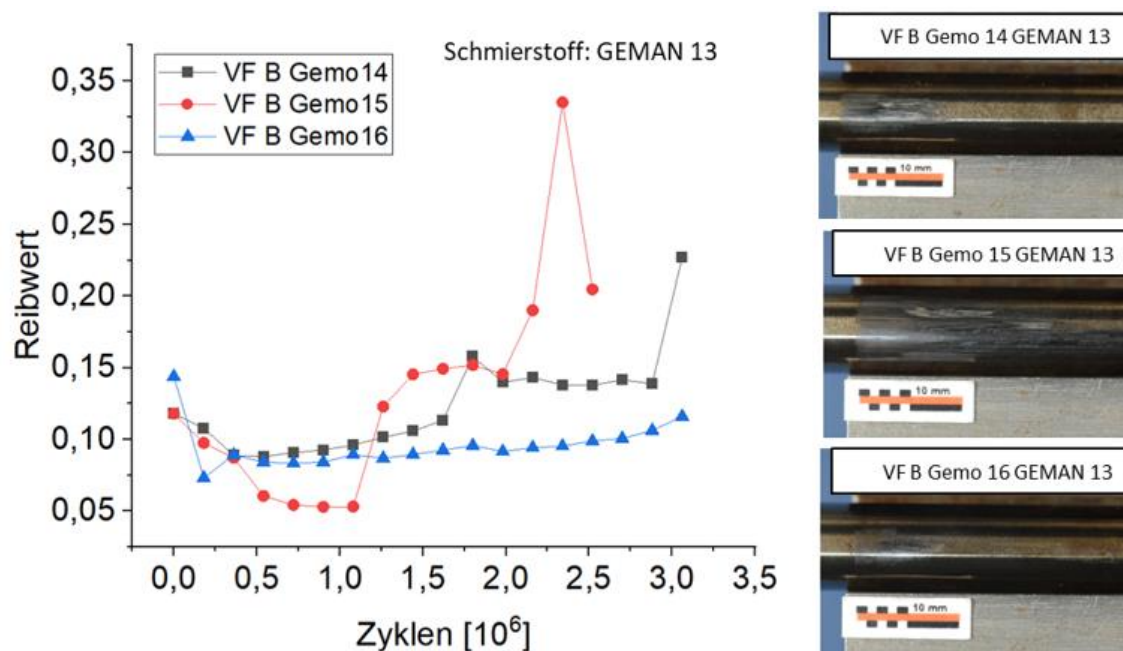 Schmierstoff: GEMAN 13
VF B Gemo14
VF B Gemo15
VF B Gemo16
0,35
0,30
0,25
0,20
0,15
0,10
0,05
Reibwert
0,0 0,5 1,0 1,5 2,0 2,5 3,0 3,5
Zyklen [10⁶]
VF B Gemo 14 GEMAN 13
10 mm
VF B Gemo 15 GEMAN 13
10 mm
VF B Gemo 16 GEMAN 13
10 mm